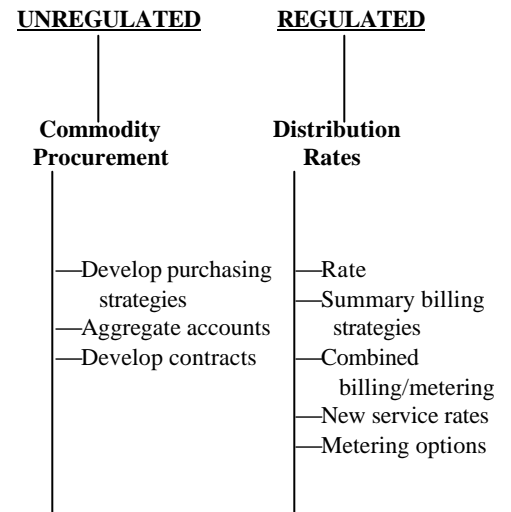 UNREGULATED
Commodity
Procurement
Develop purchasing
strategies
Aggregate accounts
Develop contracts
REGULATED
Distribution
Rates
Rate
Summary billing
strategies
Combined
billing/metering
New service rates
Metering options